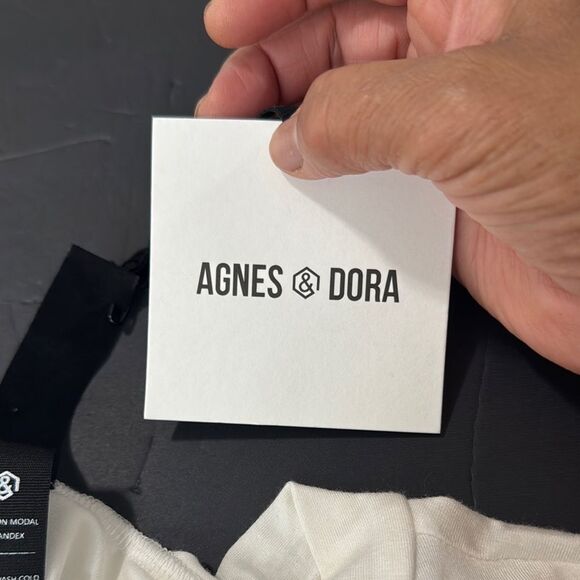 AGNES & DORA
&
ON MODAL
ANDEX
ASH COLD